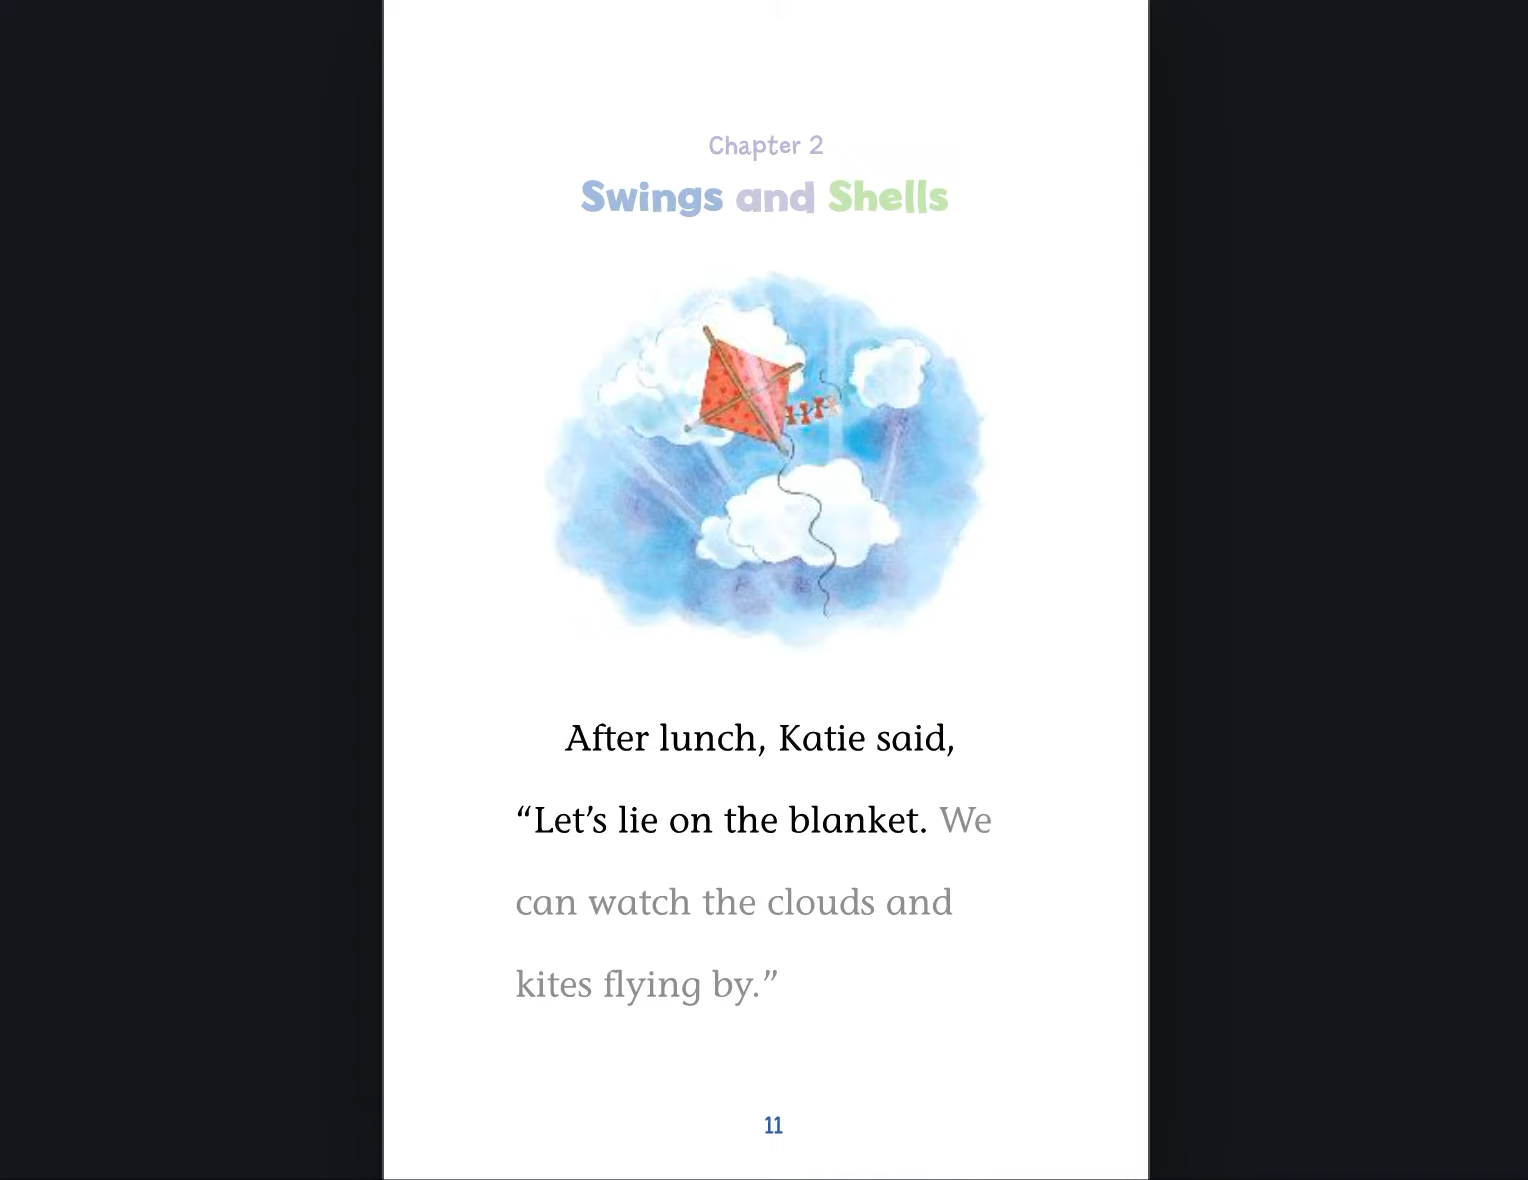 Chapter 2
Swings and Shells
After lunch, Katie said,
“Let’s lie on the blanket. We
can watch the clouds and
kites flying by.”
11